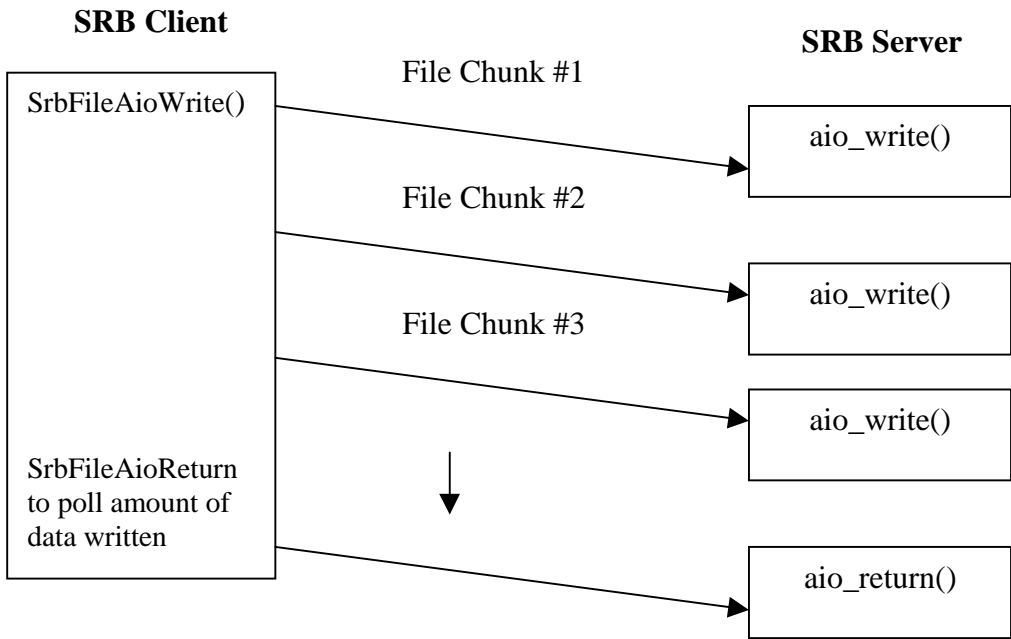 SRB Client
SRB Server
File Chunk #1
SrbFileAioWrite()
aio_write()
File Chunk #2
aio_write()
File Chunk #3
aio_write()
SrbFileAioReturn
to poll amount of
data written
aio_return()